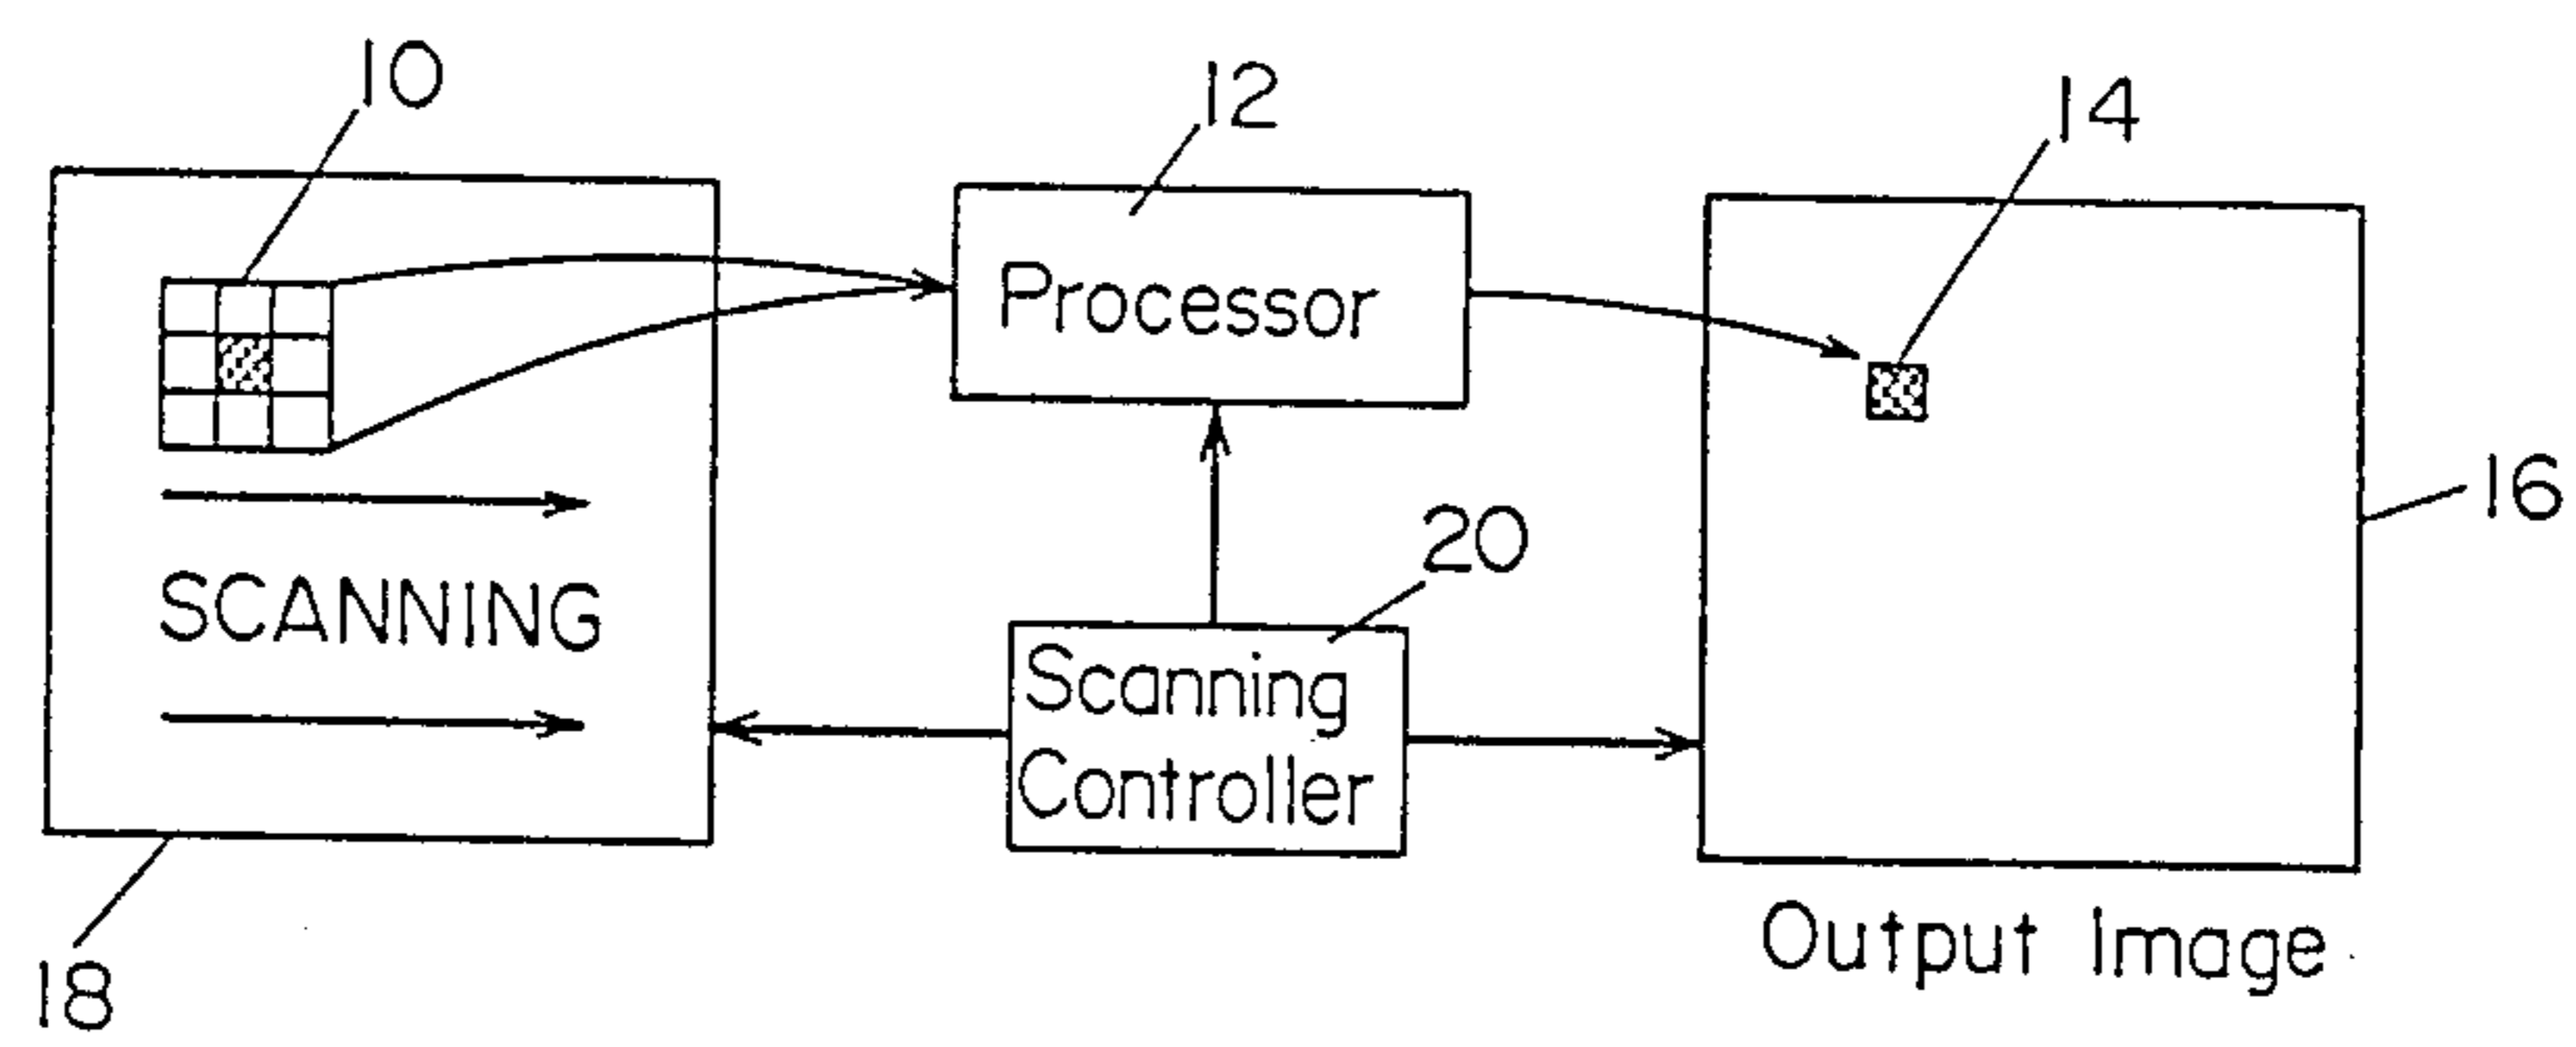 10
12
14
Processor
16
20
SCANNING
Scanning
Controller
Output Image
18